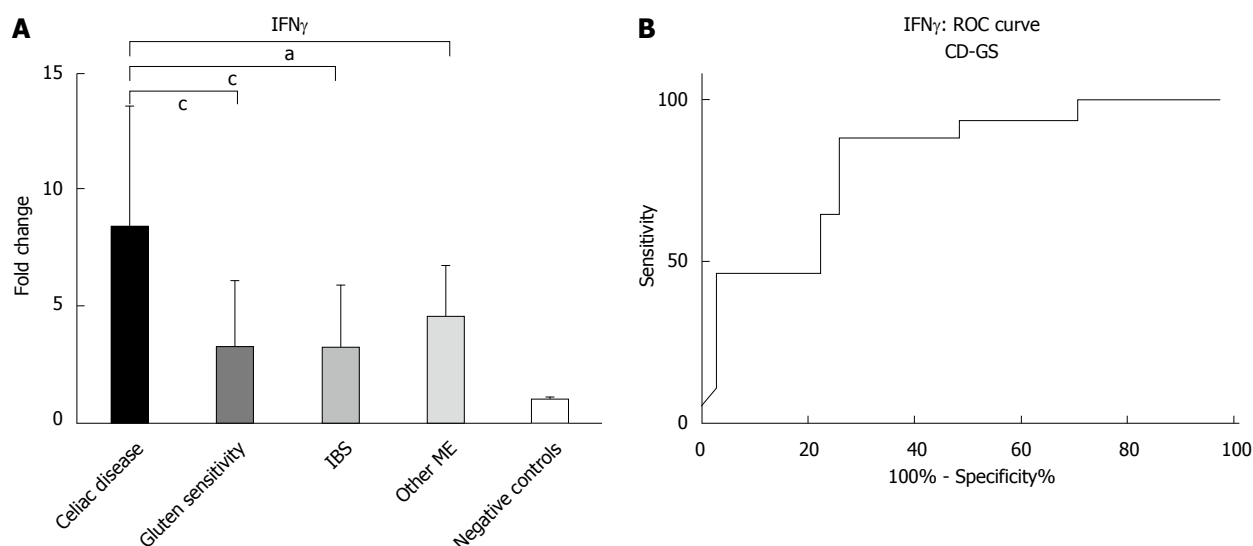 A
IFNγ
a
c
c
15
10
5
0
Fold change
Celiac disease
Gluten sensitivity
IBS
Other ME
Negative controls
B
IFNγ: ROC curve
CD-GS
100
50
0
Sensitivity
0 20 40 60 80 100
100% - Specificity%